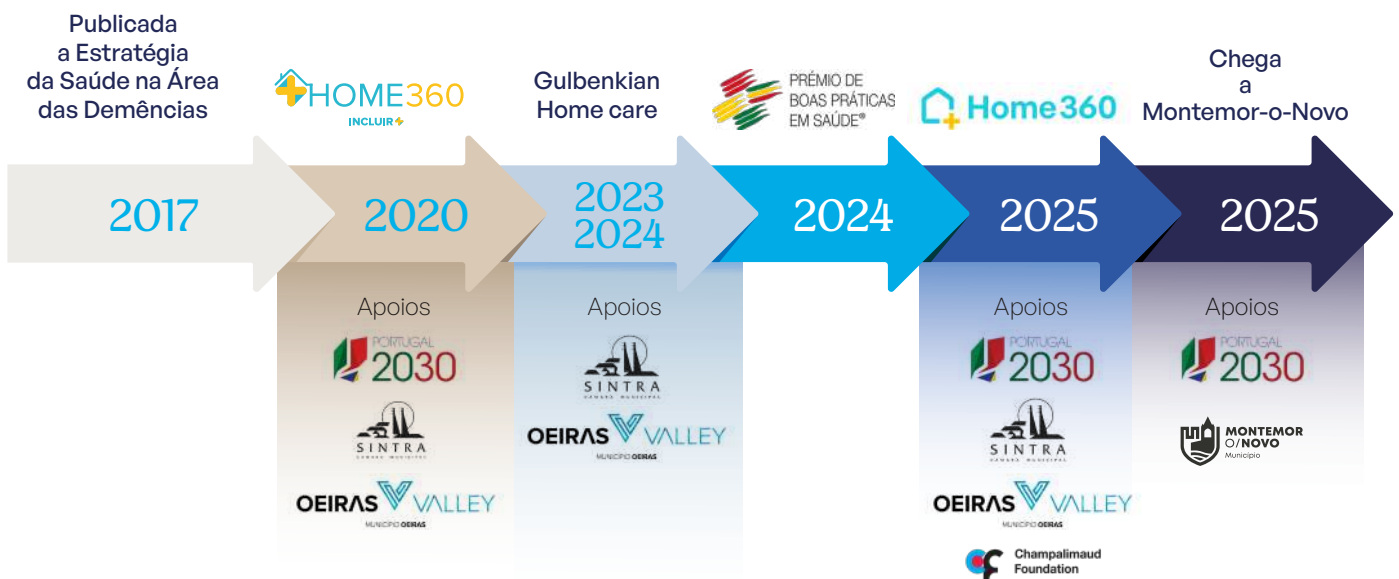 Publicada
a Estratégia
da Saúde na Área
das Demências
HOME360
INCLUIR+
Gulbenkian
Home care
PRÉMIO DE
BOAS PRÁTICAS
EM SAÚDE®
Home360
Chega
a
Montemor-o-Novo
2017
2020
2023
2024
2024
2025
2025
Apoios
PORTUGAL
2030
SINTRA
CÂMARA MUNICIPAL
OEIRAS VALLEY
MUNICÍPIO OEIRAS
Apoios
SINTRA
CÂMARA MUNICIPAL
OEIRAS VALLEY
MUNICÍPIO OEIRAS
Apoios
PORTUGAL
2030
SINTRA
CÂMARA MUNICIPAL
OEIRAS VALLEY
MUNICÍPIO OEIRAS
Champalimaud
Foundation
Apoios
PORTUGAL
2030
MONTEMOR
O/NOVO
Município